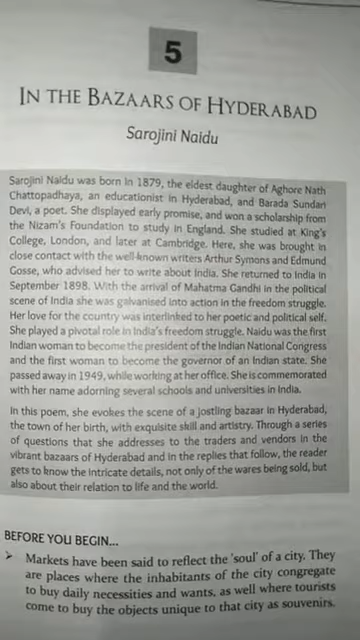 5
IN THE BAZAARS OF HYDERABAD
Sarojini Naidu
Sarojini Naidu was born in 1879, the eldest daughter of Aghore Nath
Chattopadhaya, an educationist in Hyderabad, and Barada Sundari
Devi, a poet. She displayed early promise, and won a scholarship from
the Nizam's Foundation to study in England. She studied at King's
College, London, and later at Cambridge. Here, she was brought in
close contact with the well-known writers Arthur Symons and Edmund
Gosse, who advised her to write about India. She returned to India in
September 1898. With the arrival of Mahatma Gandhi in the political
scene of India she was galvanised into action in the freedom struggle.
Her love for the country was interlinked to her poetic and political self.
She played a pivotal role in India's freedom struggle. Naidu was the first
Indian woman to become the president of the Indian National Congress
and the first woman to become the governor of an Indian state. She
passed away in 1949, while working at her office. She is commemorated
with her name adorning several schools and universities in India.
In this poem, she evokes the scene of a jostling bazaar in Hyderabad,
the town of her birth, with exquisite skill and artistry. Through a series
of questions that she addresses to the traders and vendors in the
vibrant bazaars of Hyderabad and in the replies that follow, the reader
gets to know the intricate details, not only of the wares being sold, but
also about their relation to life and the world.
BEFORE YOU BEGIN...
➤ Markets have been said to reflect the 'soul' of a city. They
are places where the inhabitants of the city congregate
to buy daily necessities and wants, as well where tourists
come to buy the objects unique to that city as souvenirs.